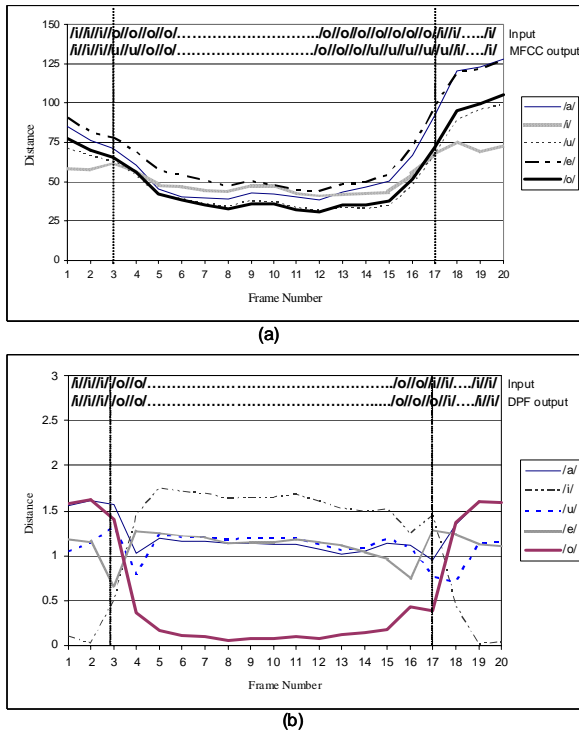 /i//i//i//i//o//o//o//o//o/.......................................................................................................................... /o//o//o//o//o//o//o//i//i/...../i/ Input
/i//i//i//i//u//u//o//o//o/ /o//o//o//u//u//u//u//u//i/..../i/ MFCC output
150
125
100
75
50
25
0
Distance
1 2 3 4 5 6 7 8 9 10 11 12 13 14 15 16 17 18 19 20
Frame Number
/a/
/i/
/u/
/e/
/o/
(a)
/i//i//i//i//o//o/............................................................/o//o//i//i/..../i//i/ Input
/i//i//i//i//o//o/............................................................/o//o//o//i/...../i//i/ DPF output
3
2.5
2
1.5
1
0.5
0
Distance
1 2 3 4 5 6 7 8 9 10 11 12 13 14 15 16 17 18 19 20
Frame Number
/a/
/i/
/u/
/e/
/o/
(b)